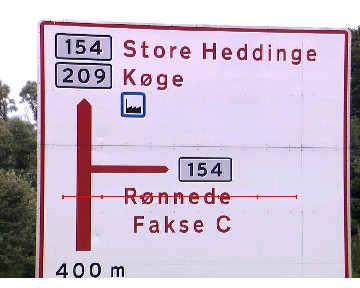 154 Store Heddinge
209 Køge
154
Rønnede
Fakse C
400 m